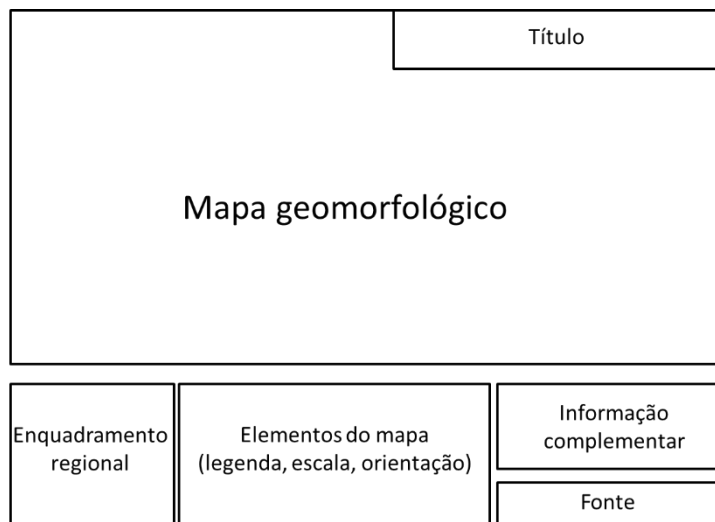 Título
Mapa geomorfológico
Enquadramento
regional
Elementos do mapa
(legenda, escala, orientação)
Informação
complementar
Fonte